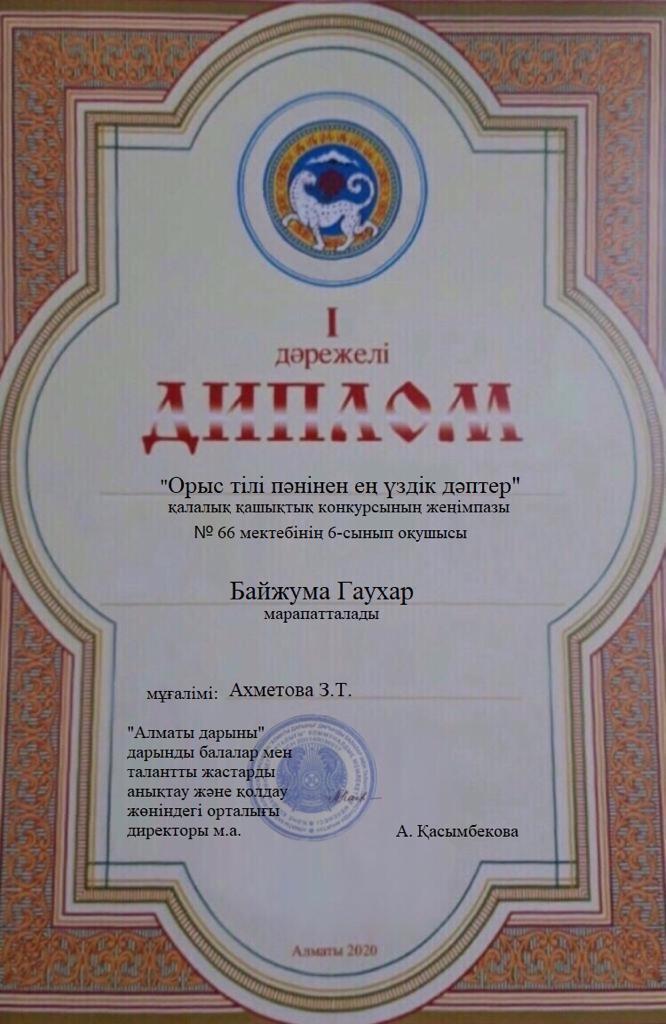 I
дәрежелі
ДИПЛОМ
"Орыс тілі пәнінен ең үздік дәптер"
қалалық қашықтық конкурсының жеңімпазы
№ 66 мектебінің 6-сынып оқушысы
Байжума Гаухар
марапатталады
мұғалімі: Ахметова З.Т.
"Алматы дарыны"
дарынды балалар мен
талантты жастарды
анықтау және қолдау
жөніндегі орталығы
директоры м.а.
А. Қасымбекова
Алматы 2020